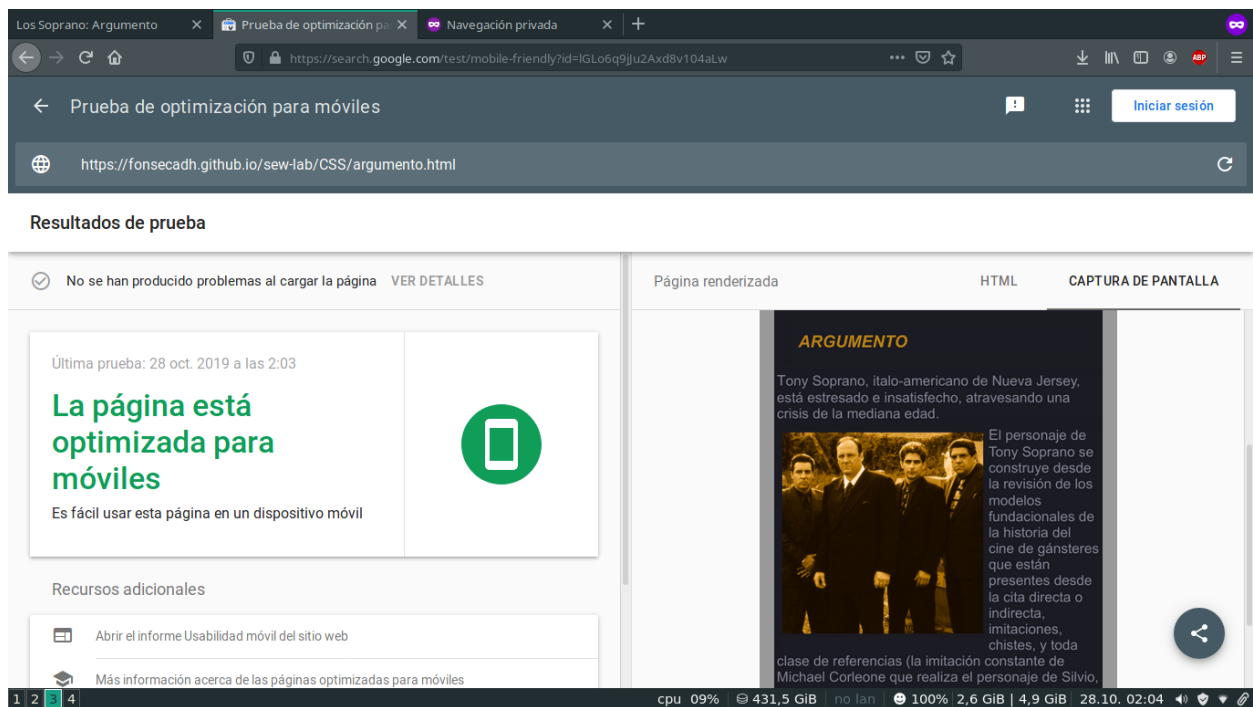 Los Soprano: Argumento
Prueba de optimización pa
Navegación privada
https://search.google.com/test/mobile-friendly?id=lGLo6q9jJu2Axd8v104aLw
ABP
Prueba de optimización para móviles
Iniciar sesión
https://fonsecadh.github.io/sew-lab/CSS/argumento.html
Resultados de prueba
No se han producido problemas al cargar la página VER DETALLES
Página renderizada HTML CAPTURA DE PANTALLA
Última prueba: 28 oct. 2019 a las 2:03
La página está
optimizada para
móviles
Es fácil usar esta página en un dispositivo móvil
Recursos adicionales
Abrir el informe Usabilidad móvil del sitio web
Más información acerca de las páginas optimizadas para móviles
ARGUMENTO
Tony Soprano, italo-americano de Nueva Jersey,
está estresado e insatisfecho, atravesando una
crisis de la mediana edad.
El personaje de
Tony Soprano se
construye desde
la revisión de los
modelos
fundacionales de
la historia del
cine de gánsteres
que están
presentes desde
la cita directa o
indirecta,
imitaciones,
chistes, y toda
clase de referencias (la imitación constante de
Michael Corleone que realiza el personaje de Silvio,
1 2 3 4
cpu 09% 431,5 GiB no lan 100% 2,6 GiB | 4,9 GiB 28.10. 02:04